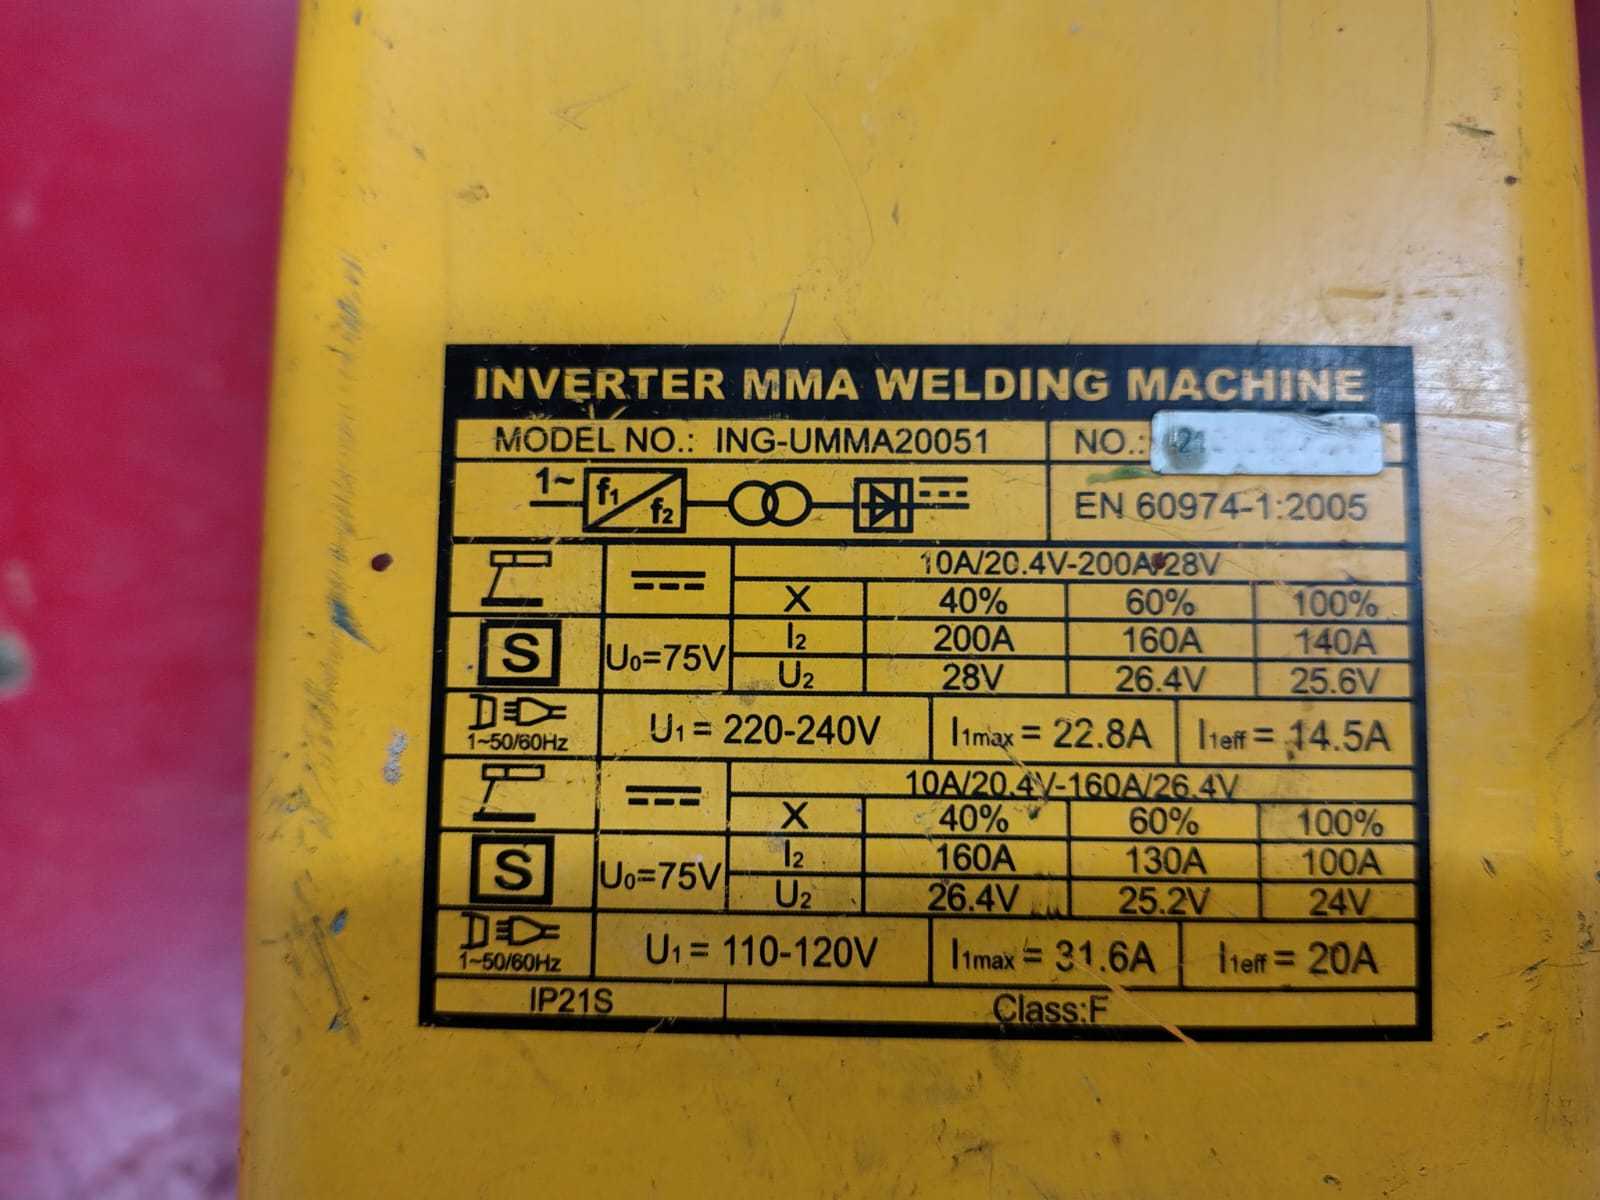 INVERTER MMA WELDING MACHINE
MODEL NO.: ING-UMMA20051 NO.: 21
1~ f1 f2 EN 60974-1:2005
10A/20.4V-200A/28V
X 40% 60% 100%
S U0=75V I2 200A 160A 140A
U2 28V 26.4V 25.6V
1~50/60Hz U1 = 220-240V I1max = 22.8A I1eff = 14.5A
10A/20.4V-160A/26.4V
X 40% 60% 100%
S U0=75V I2 160A 130A 100A
U2 26.4V 25.2V 24V
1~50/60Hz U1 = 110-120V I1max = 31.6A I1eff = 20A
IP21S Class:F